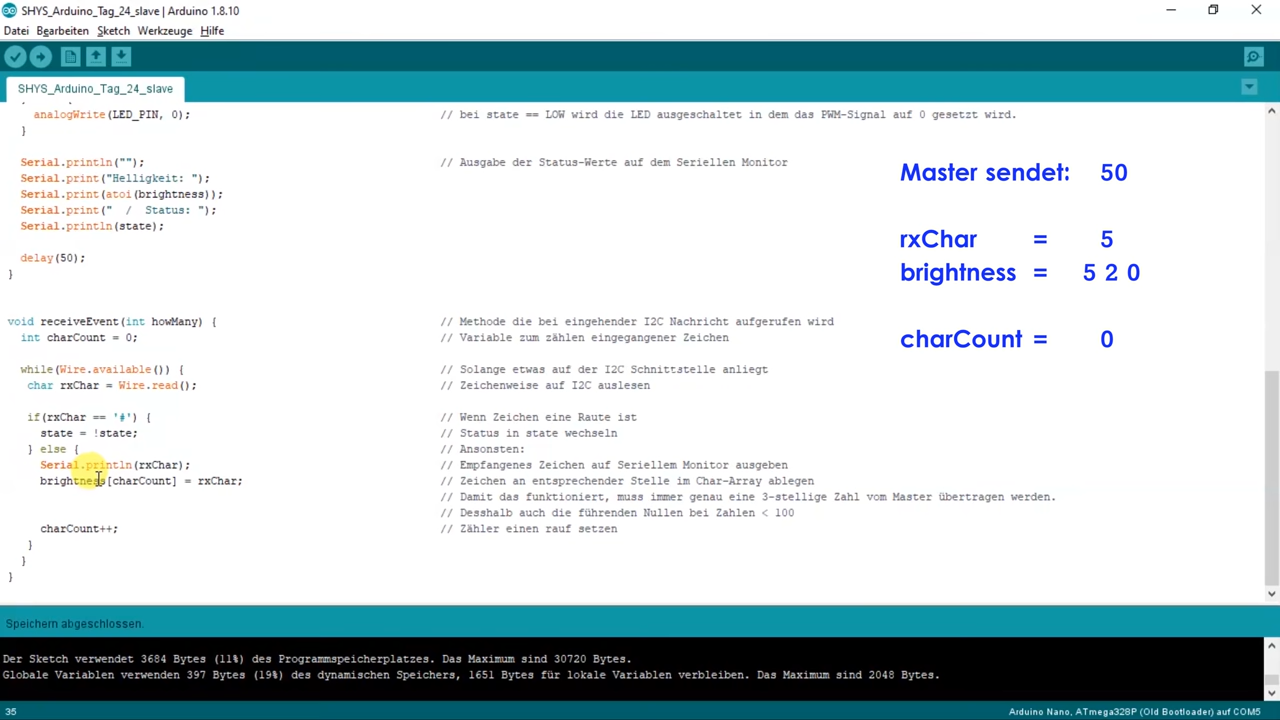 SHYS_Arduino_Tag_24_slave | Arduino 1.8.10
Datei Bearbeiten Sketch Werkzeuge Hilfe
SHYS_Arduino_Tag_24_slave
analogWrite(LED_PIN, 0); // bei state == LOW wird die LED ausgeschaltet in dem das PWM-Signal auf 0 gesetzt wird.
}
Serial.println(""); // Ausgabe der Status-Werte auf dem Seriellen Monitor
Serial.print("Helligkeit: ");
Serial.print(atoi(brightness));
Serial.print("  /  Status: ");
Serial.println(state);
delay(50);
}
void receiveEvent(int howMany) { // Methode die bei eingehender I2C Nachricht aufgerufen wird
int charCount = 0; // Variable zum zählen eingegangener Zeichen
while(Wire.available()) { // Solange etwas auf der I2C Schnittstelle anliegt
char rxChar = Wire.read(); // Zeichenweise auf I2C auslesen
if(rxChar == '#') { // Wenn Zeichen eine Raute ist
state = !state; // Status in state wechseln
} else { // Ansonsten:
Serial.println(rxChar); // Empfangenes Zeichen auf Seriellem Monitor ausgeben
brightness[charCount] = rxChar; // Zeichen an entsprechender Stelle im Char-Array ablegen
// Damit das funktioniert, muss immer genau eine 3-stellige Zahl vom Master übertragen werden.
// Desshalb auch die führenden Nullen bei Zahlen < 100
charCount++; // Zähler einen rauf setzen
}
}
}
Master sendet: 50
rxChar = 5
brightness = 5 2 0
charCount = 0
Speichern abgeschlossen.
Der Sketch verwendet 3684 Bytes (11%) des Programmspeicherplatzes. Das Maximum sind 30720 Bytes.
Globale Variablen verwenden 397 Bytes (19%) des dynamischen Speichers, 1651 Bytes für lokale Variablen verbleiben. Das Maximum sind 2048 Bytes.
35 Arduino Nano, ATmega328P (Old Bootloader) auf COM5